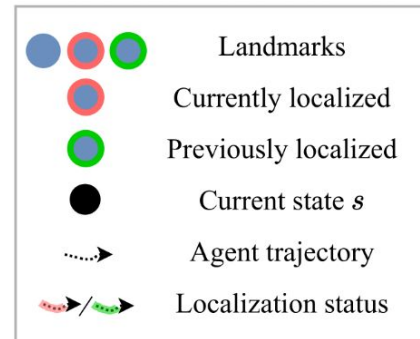 Landmarks
Currently localized
Previously localized
Current state s
Agent trajectory
/ Localization status